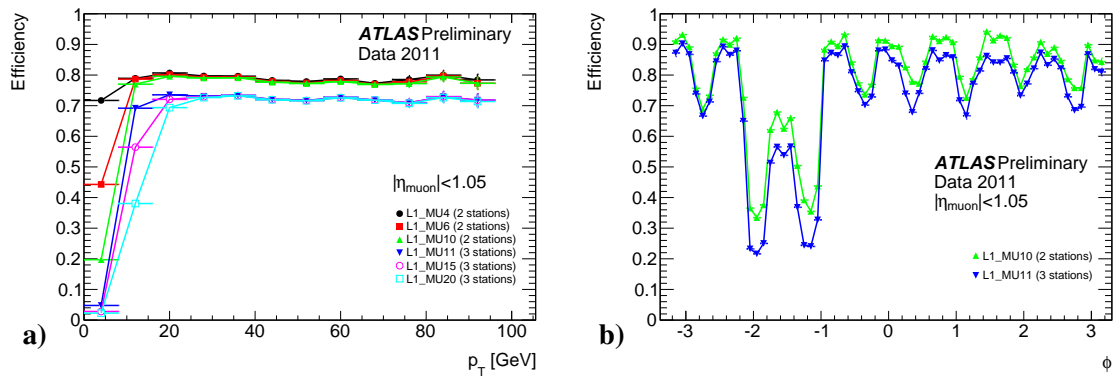 Efficiency
1
0.9
0.8
0.7
0.6
0.5
0.4
0.3
0.2
0.1
0
ATLAS Preliminary
Data 2011
|η_muon|<1.05
L1_MU4 (2 stations)
L1_MU6 (2 stations)
L1_MU10 (2 stations)
L1_MU11 (3 stations)
L1_MU15 (3 stations)
L1_MU20 (3 stations)
0 20 40 60 80 100
p_T [GeV]
a)
Efficiency
1
0.9
0.8
0.7
0.6
0.5
0.4
0.3
0.2
0.1
0
ATLAS Preliminary
Data 2011
|η_muon|<1.05
L1_MU10 (2 stations)
L1_MU11 (3 stations)
-3 -2 -1 0 1 2 3
ϕ
b)